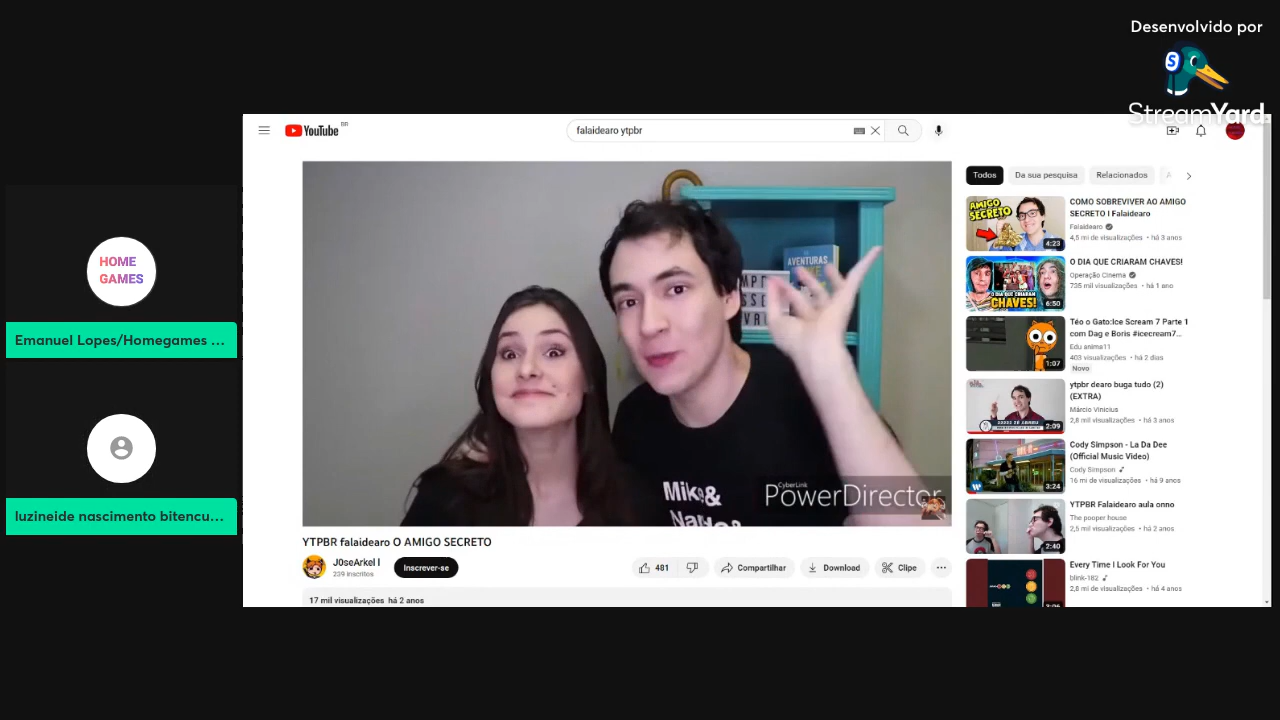 Desenvolvido por
StreamYard
HOME
GAMES
Emanuel Lopes/Homegames ...
luzineide nascimento bitencu...
YouTube BR
falaidearo ytpbr
AVENTURAS
CyberLink
PowerDirector
Mike&
YTPBR falaidearo O AMIGO SECRETO
J0seArkel l
239 inscritos
Inscrever-se
481
Compartilhar
Download
Clipe
17 mil visualizações há 2 anos
Todos
Da sua pesquisa
Relacionados
AMIGO
SECRETO
4:23
COMO SOBREVIVER AO AMIGO
SECRETO I Falaidearo
Falaidearo
4,5 mi de visualizações • há 3 anos
O DIA QUE CRIARAM
CHAVES!
6:50
O DIA QUE CRIARAM CHAVES!
Operação Cinema
735 mil visualizações • há 1 ano
1:07
Téo o Gato:Ice Scream 7 Parte 1
com Dag e Boris #icecream7...
Edu anima11
403 visualizações • há 2 dias
Novo
2:09
ytpbr dearo buga tudo (2)
(EXTRA)
Márcio Vinicius
2,8 mil visualizações • há 3 anos
3:24
Cody Simpson - La Da Dee
(Official Music Video)
Cody Simpson
16 mi de visualizações • há 9 anos
2:40
YTPBR Falaidearo aula onno
The pooper house
2,5 mil visualizações • há 2 anos
Every Time I Look For You
blink-182
2,8 mi de visualizações • há 4 anos